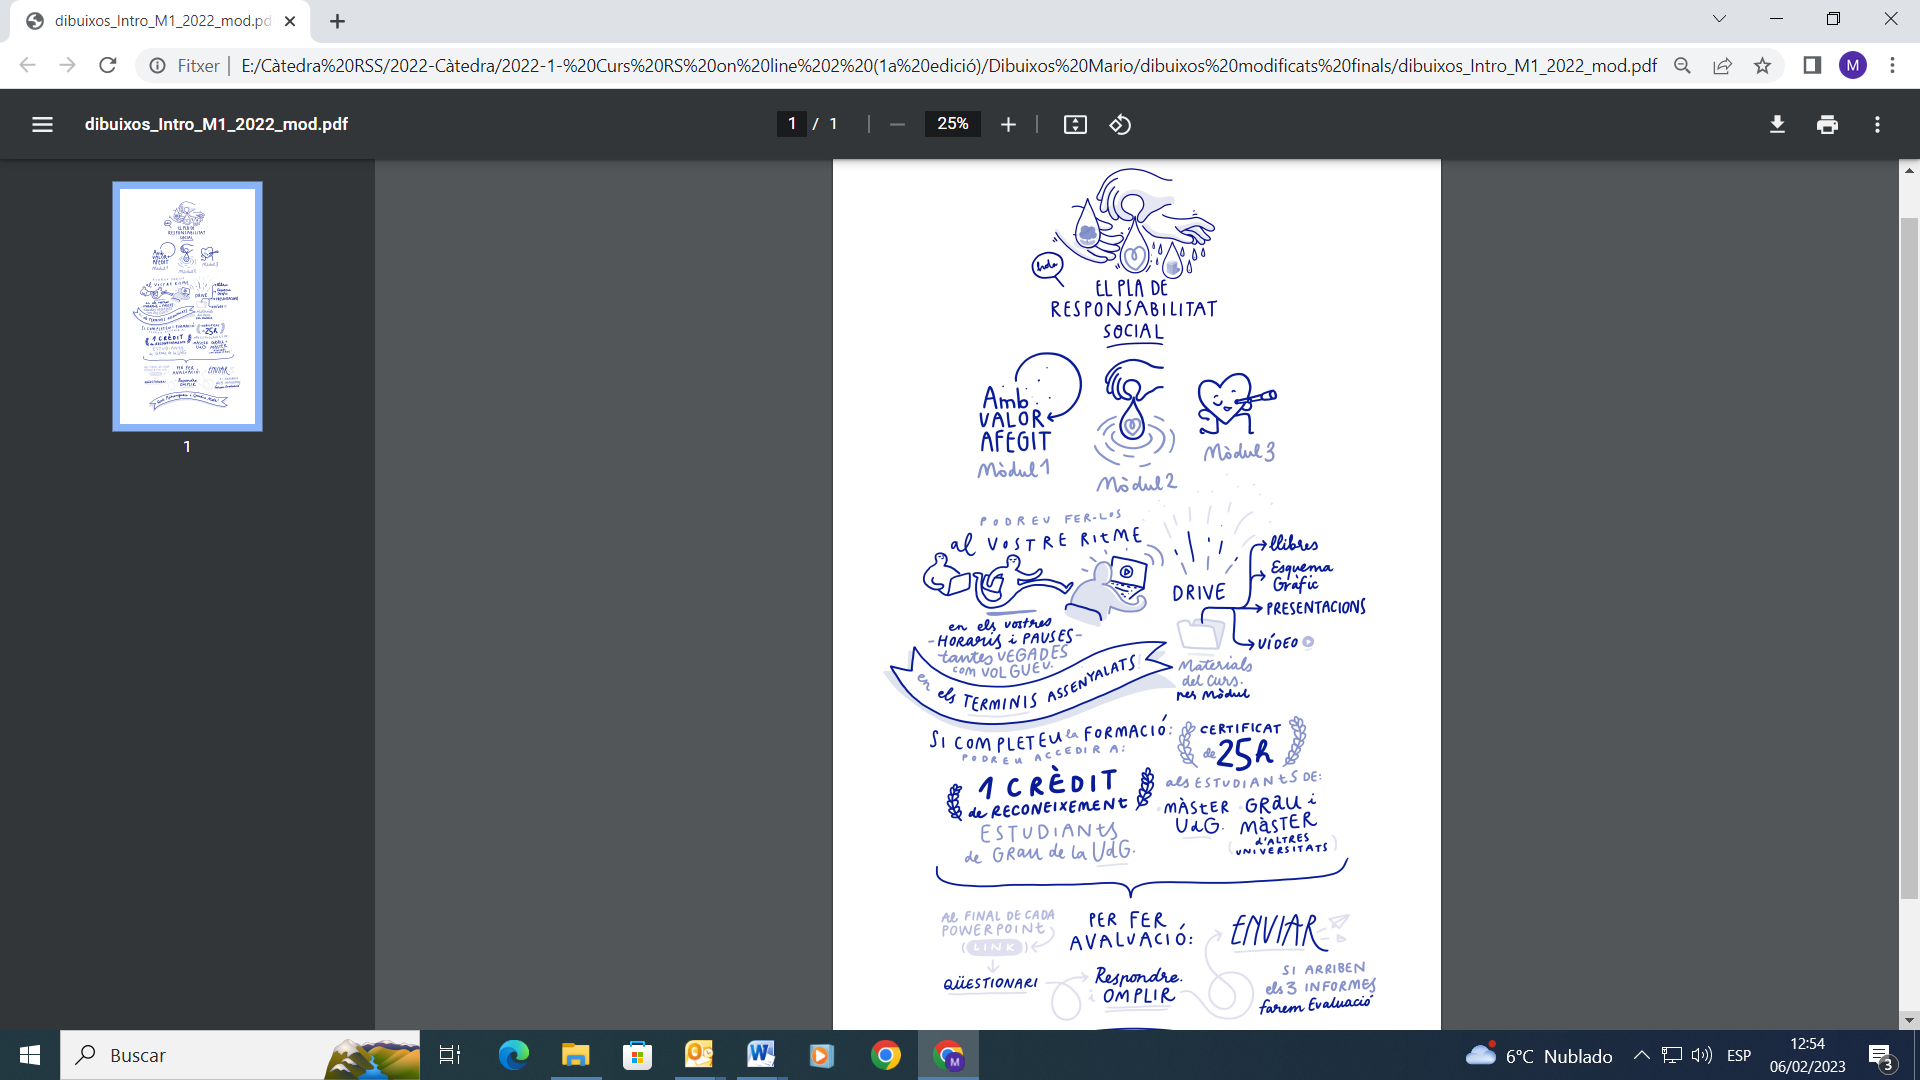 dibuixos_Intro_M1_2022_mod.pd
Fitxer
E:/Càtedra%20RSS/2022-Càtedra/2022-1-%20Curs%20RS%20on%20line%202%20(1a%20edició)/Dibuixos%20Mario/dibuixos%20modificats%20finals/dibuixos_Intro_M1_2022_mod.pdf
M
dibuixos_Intro_M1_2022_mod.pdf
1 / 1
25%
1
hola
EL PLA DE
RESPONSABILITAT
SOCIAL
Amb
VALOR
AFEGIT
Mòdul 1
Mòdul 2
Mòdul 3
PODREU FER-LOS
al VOSTRE RITME
en els vostres
-HORARIS i PAUSES-
tantes VEGADES
com VOLGUEU.
en els TERMINIS ASSENYALATS!
DRIVE
llibres
Esquema
Gràfic
PRESENTACIONS
VÍDEO
Materials
del curs.
per Mòdul
SI COMPLETEU la FORMACIÓ:
PODREU ACCEDIR A:
1 CRÈDIT
de RECONEIXEMENT
ESTUDIANTS
de GRAU de la UdG.
CERTIFICAT
de 25h
als ESTUDIANTS DE:
MÀSTER
UdG.
GRAU i
MÀSTER
d'ALTRES
(UNIVERSITATS)
Al FINAL DE CADA
POWERPOINT
(LINK)
QÜESTIONARI
PER FER
AVALUACIÓ:
Respondre.
i OMPLIR
ENVIAR
SI ARRIBEN
els 3 INFORMES
farem Evaluació
Buscar
6°C Nublado
ESP
12:54
06/02/2023
3